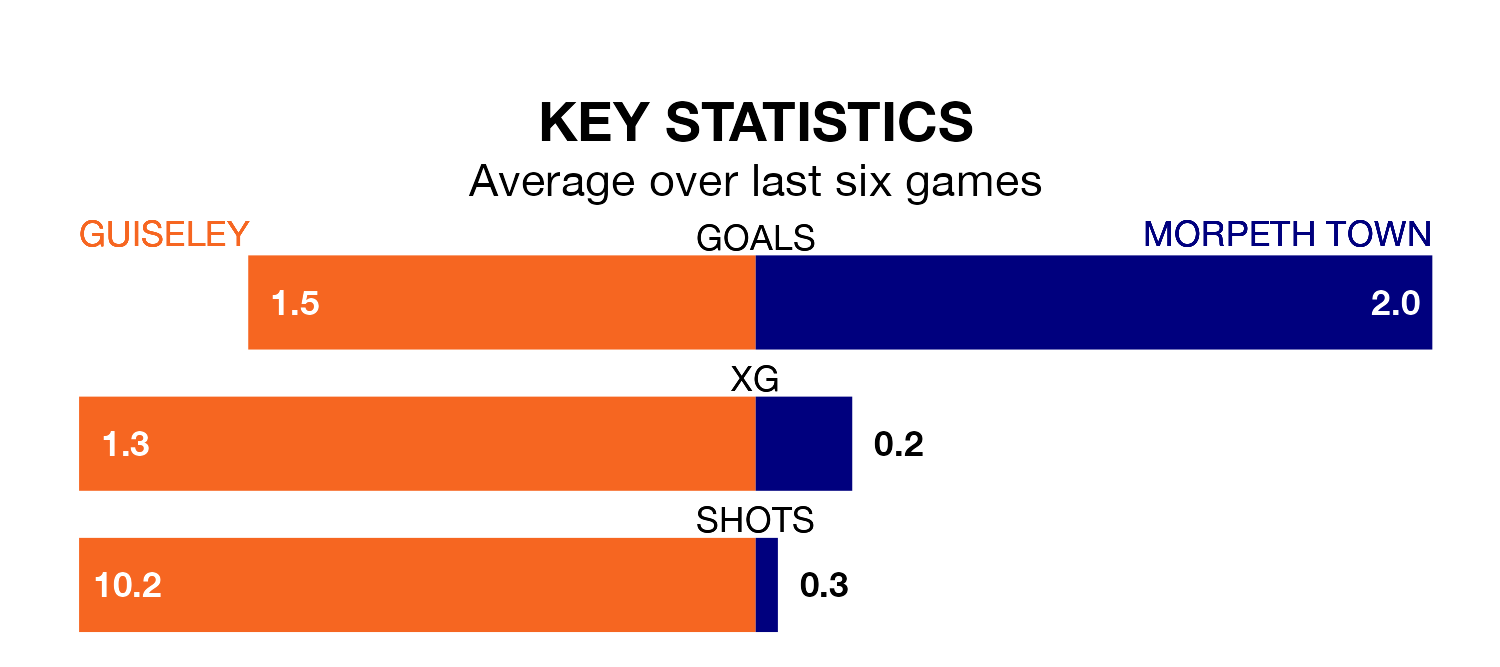 KEY STATISTICS
Average over last six games
GUISELEY GOALS MORPETH TOWN
1.5 2.0
XG
1.3 0.2
SHOTS
10.2 0.3